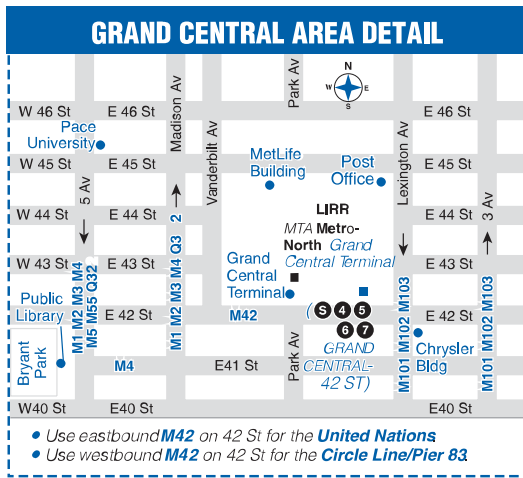 GRAND CENTRAL AREA DETAIL
Madison Av
Park Av
N
W E
S
W 46 St
E 46 St
E 46 St
Pace
University
Vanderbilt Av
Lexington Av
W 45 St
E 45 St
E 45 St
MetLife
Building
Post
Office
5 Av
3 Av
W 44 St
E 44 St
E 44 St
LIRR
MTA Metro-
North Grand
Central Terminal
W 43 St
E 43 St
E 43 St
Grand
Central
Terminal
M1 M2 M3 M4
M5 M55 Q32
M1 M2 M3 M4 Q3 2
M101 M102 M103
M101 M102 M103
Public
Library
E 42 St
M42
(S 4 5
6 7
GRAND
CENTRAL-
42 ST)
E 42 St
Chrysler
Bldg
Bryant
Park
M4
E41 St
Park Av
W40 St
E40 St
E40 St
• Use eastbound M42 on 42 St for the United Nations.
• Use westbound M42 on 42 St for the Circle Line/Pier 83.